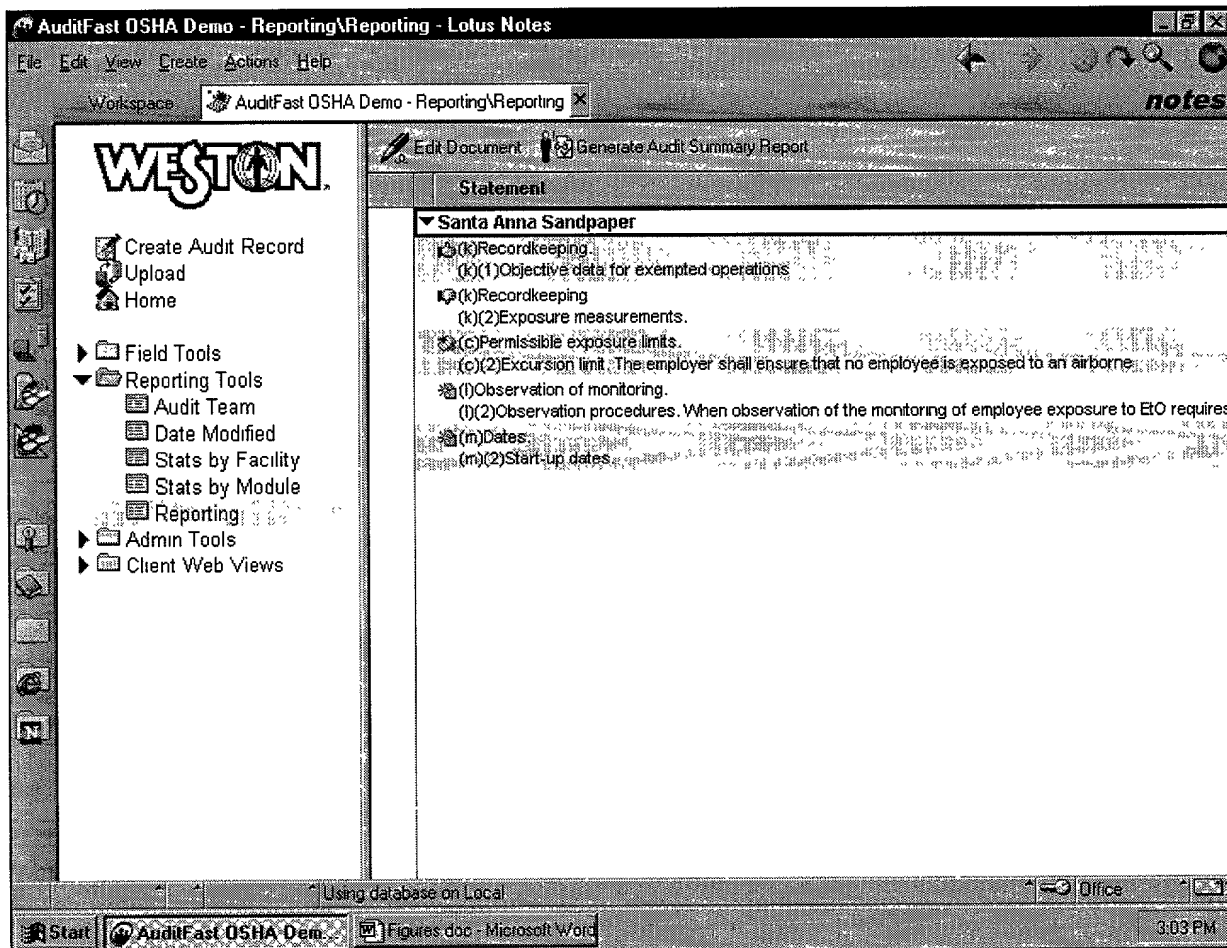 AuditFast OSHA Demo - Reporting\Reporting - Lotus Notes
File Edit View Create Actions Help
Workspace AuditFast OSHA Demo - Reporting\Reporting notes
WESTON
Edit Document Generate Audit Summary Report
Statement
Create Audit Record
Upload
Home
Field Tools
Reporting Tools
Audit Team
Date Modified
Stats by Facility
Stats by Module
Reporting
Admin Tools
Client Web Views
Santa Anna Sandpaper
(k)Recordkeeping.
(k)(1)Objective data for exempted operations
(k)Recordkeeping
(k)(2)Exposure measurements.
(c)Permissible exposure limits.
(c)(2)Excursion limit. The employer shall ensure that no employee is exposed to an airborne
(l)Observation of monitoring.
(l)(2)Observation procedures. When observation of the monitoring of employee exposure to EtO requires
(m)Dates.
(m)(2)Start-up dates.
Using database on Local Office
Start AuditFast OSHA Dem... Figures.doc - Microsoft Word 3:03 PM